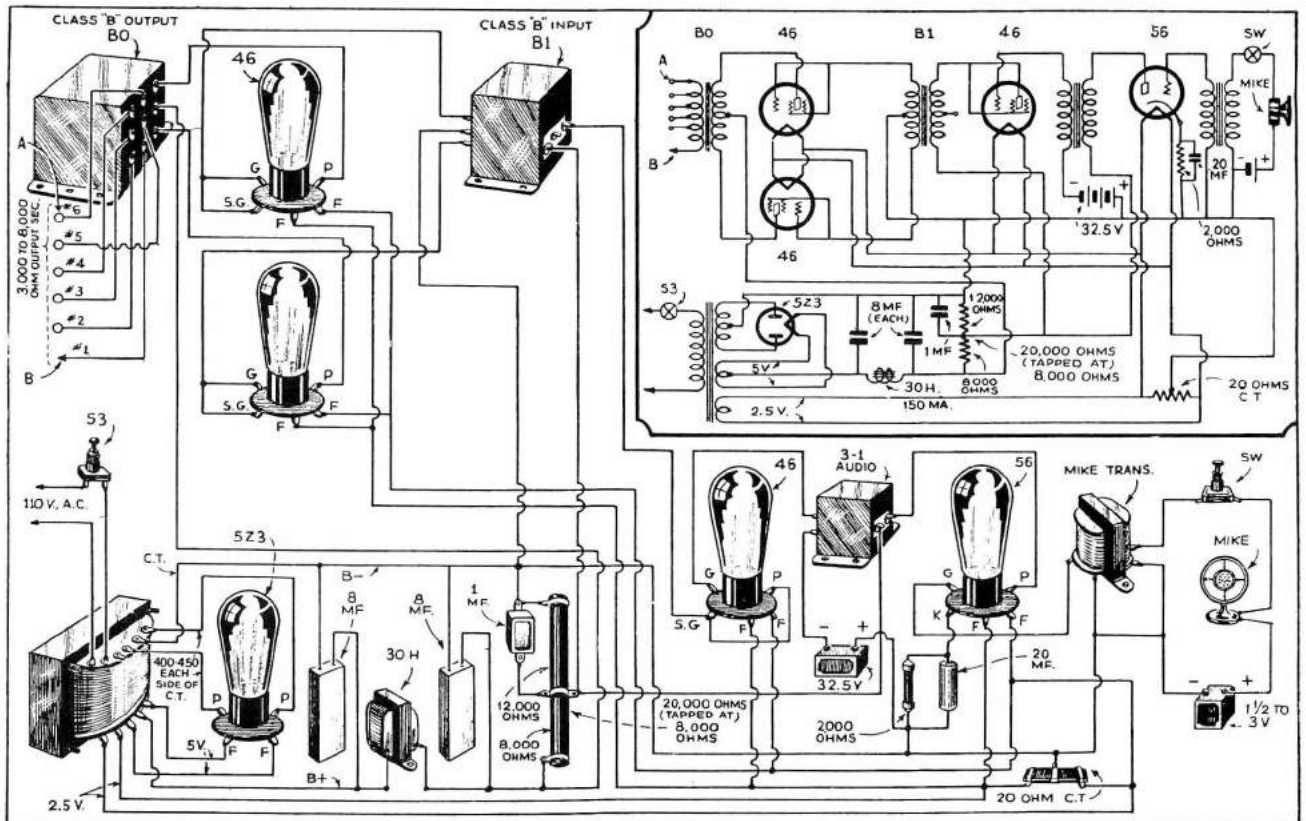 CLASS "B" OUTPUT
BO
CLASS "B" INPUT
B1
46
A
#6
#5
#4
#3
#2
#1
B
3,000 TO 8,000
OHM OUTPUT SEC.
G
P
S.G.
F
F
G
P
S.G.
F
F
BO
46
B1
46
56
SW
A
MIKE
B
46
20
MF
2,000
OHMS
32.5 V
- +
- +
S3
5Z3
8 MF
(EACH)
12,000
OHMS
1 MF
5V
30 H.
8,000
OHMS
20,000 OHMS
(TAPPED AT)
8,000 OHMS
20 OHMS
C T
2.5 V.
150 MA.
S3
110 V, A.C.
C.T.
5Z3
400-450
EACH
SIDE OF
C.T.
P
P
F
F
5V
2.5 V.
B-
8
MF
8
MF.
1
MF.
30 H
B+
12,000
OHMS
20,000 OHMS
(TAPPED AT)
8,000
OHMS
8,000
OHMS
46
3-1
AUDIO
56
MIKE TRANS.
SW
MIKE
G
P
S.G
F
F
G
P
K
F
F
- +
32.5V
20
MF.
2000
OHMS
- +
1 1/2 TO
3 V
20 OHM C.T